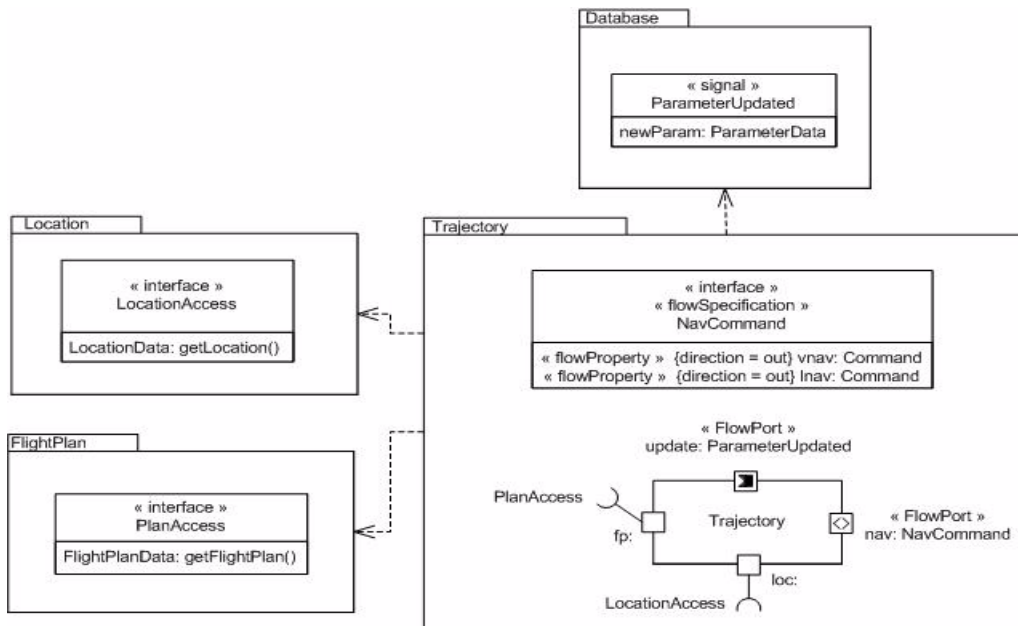 Database
« signal »
ParameterUpdated
newParam: ParameterData
Location
« interface »
LocationAccess
LocationData: getLocation()
Trajectory
« interface »
« flowSpecification »
NavCommand
« flowProperty » {direction = out} vnav: Command
« flowProperty » {direction = out} lnav: Command
FlightPlan
« interface »
PlanAccess
FlightPlanData: getFlightPlan()
« FlowPort »
update: ParameterUpdated
PlanAccess
fp:
Trajectory
« FlowPort »
nav: NavCommand
loc:
LocationAccess